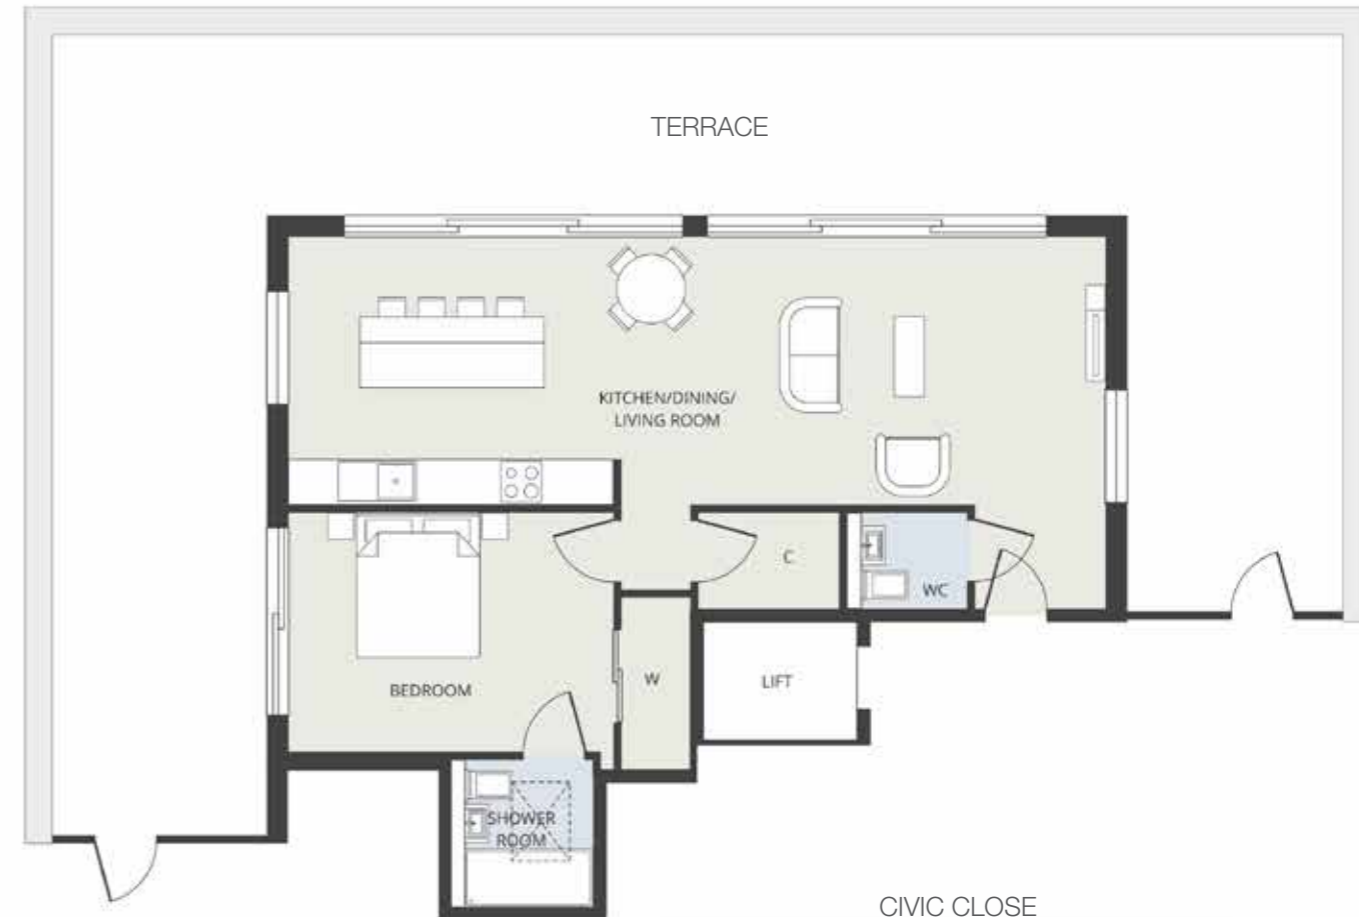 TERRACE
KITCHEN/DINING/
LIVING ROOM
C
WC
BEDROOM
W
LIFT
SHOWER
ROOM
CIVIC CLOSE